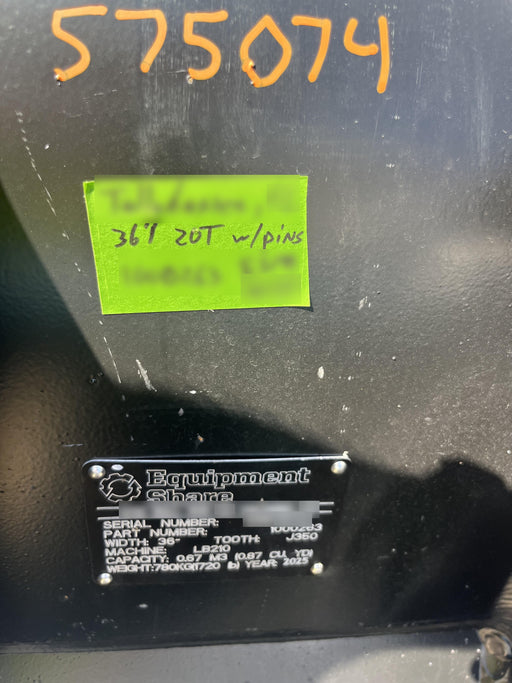 575074
36" 20T w/pins
Equipment
Share
SERIAL NUMBER:
PART NUMBER: 1000263
WIDTH: 36" TOOTH: J350
MACHINE: LB210
CAPACITY: 0.67 M3 (0.87 CU. YD)
WEIGHT:780KG(1720 lb) YEAR: 2025